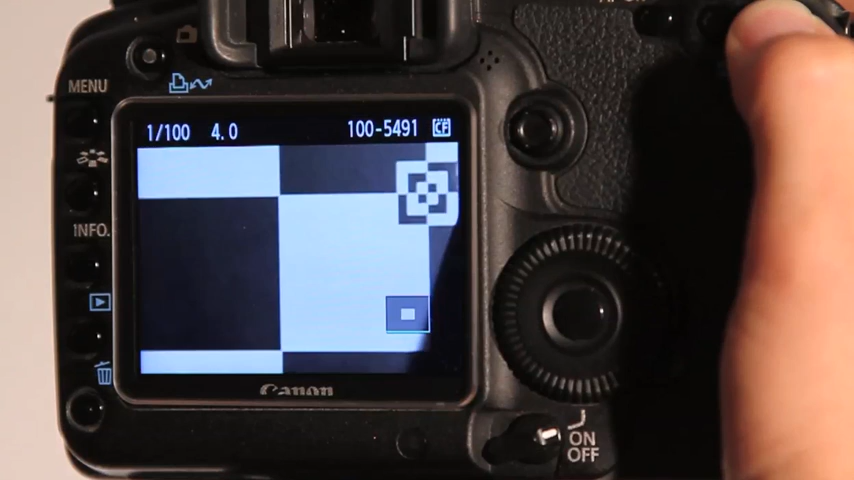 MENU
1/100 4.0 100-5491 CF
INFO.
Canon
ON
OFF